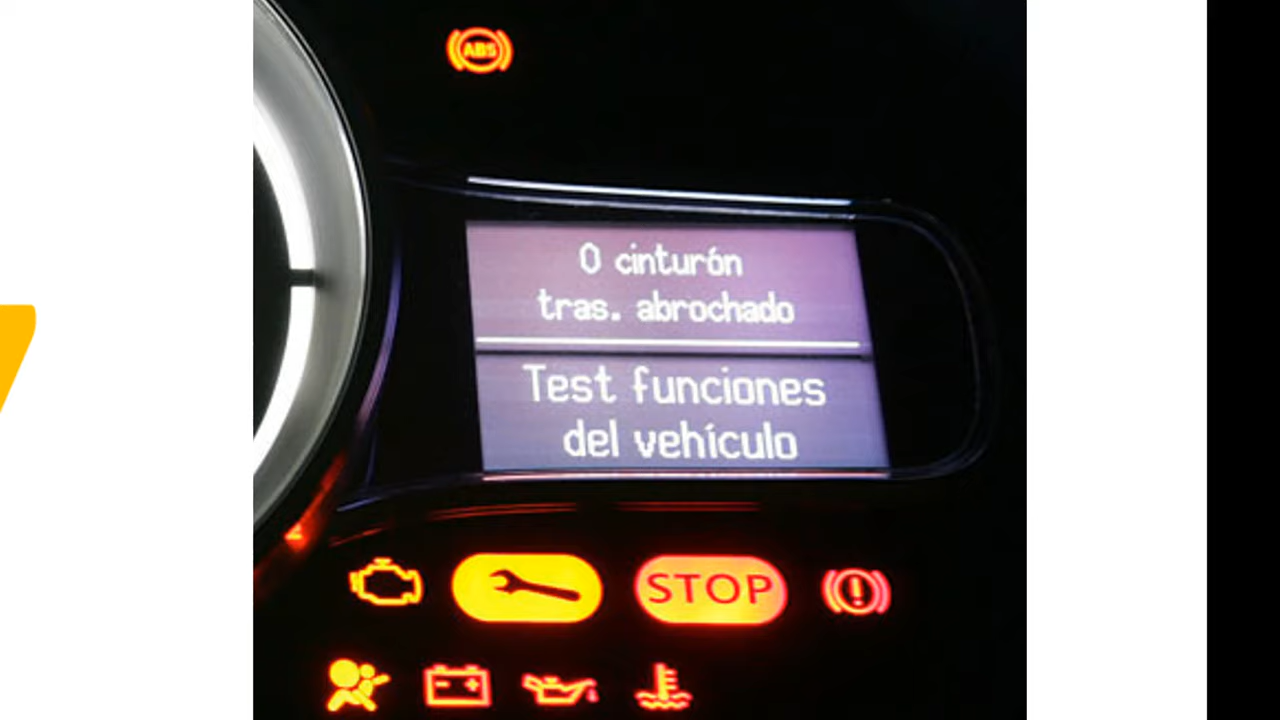 ABS
0 cinturón
tras. abrochado
Test funciones
del vehículo
STOP